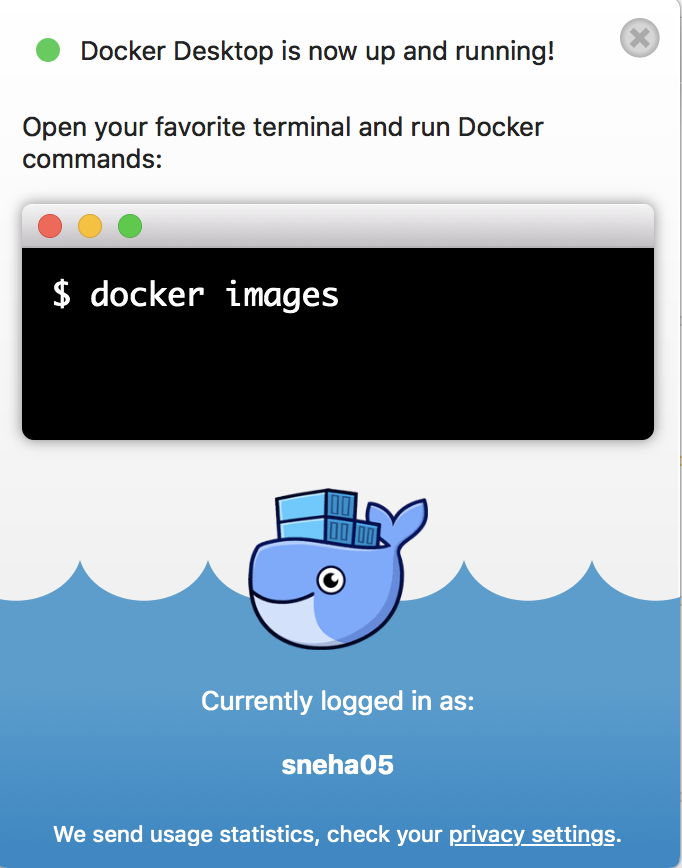 Docker Desktop is now up and running!
Open your favorite terminal and run Docker
commands:
$ docker images
Currently logged in as:
sneha05
We send usage statistics, check your privacy settings.